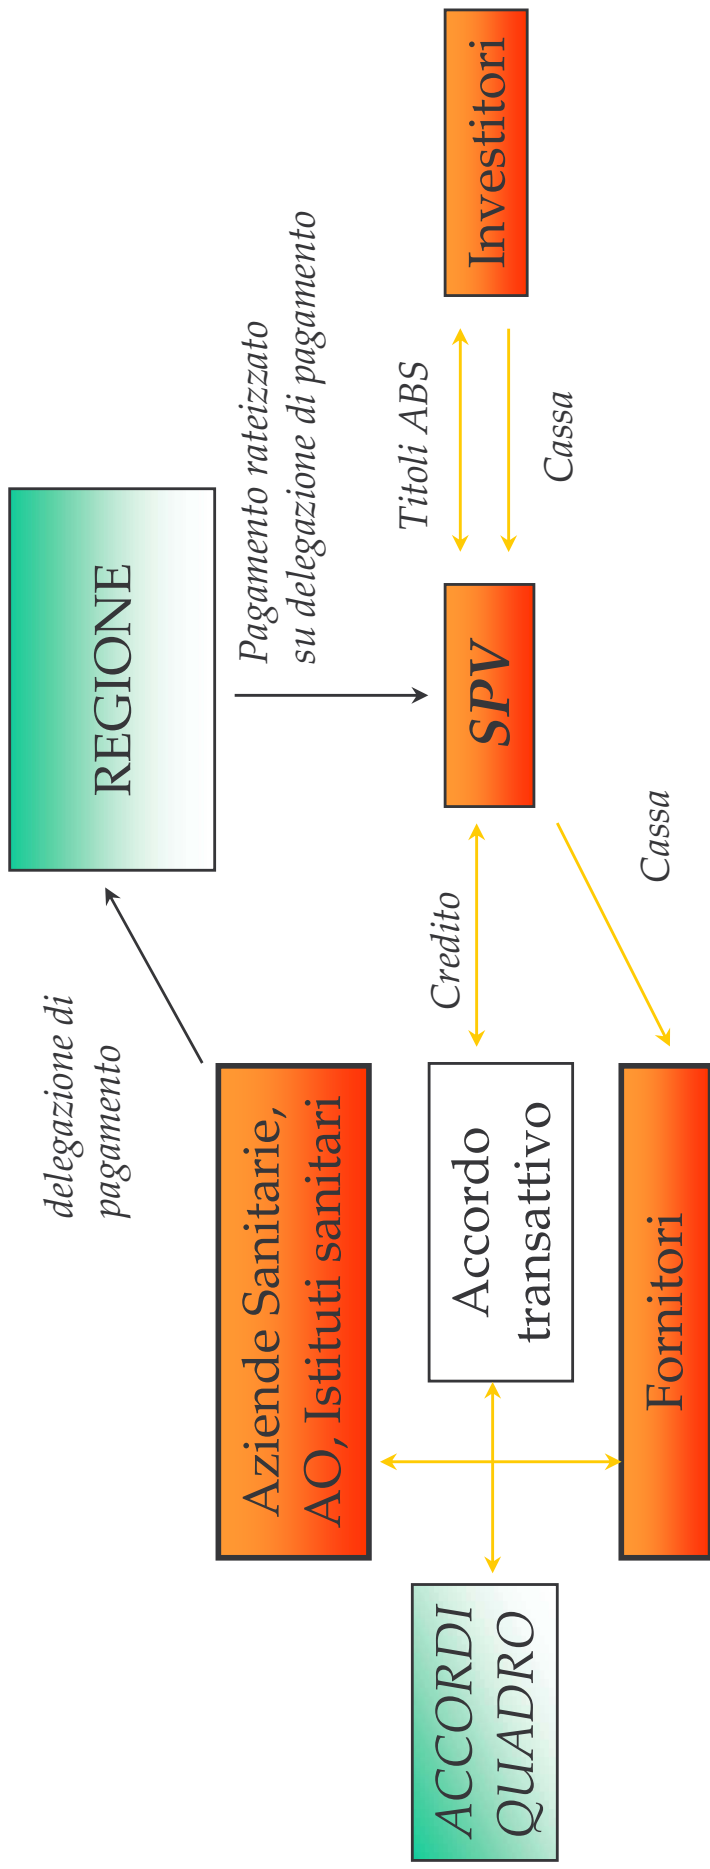 REGIONE
delegazione di
pagamento
Pagamento rateizzato
su delegazione di pagamento
Aziende Sanitarie,
AO, Istituti sanitari
ACCORDI
QUADRO
Accordo
transattivo
Credito
SPV
Titoli ABS
Cassa
Investitori
Cassa
Fornitori